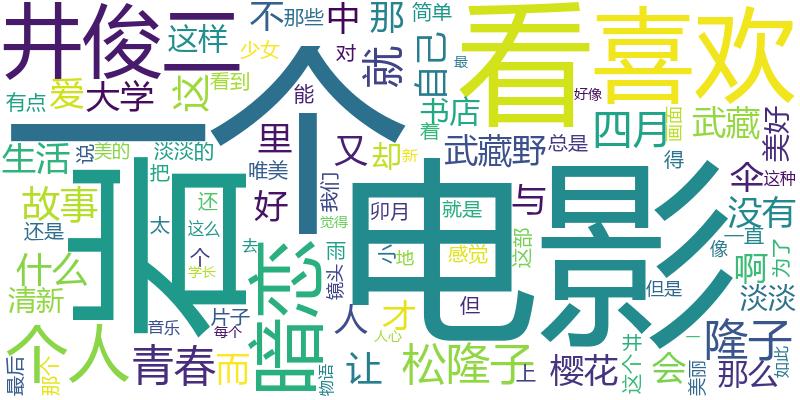 井俊二
这样
不
那些
中
那
简单
看
喜欢
少女
对
就
自己
最
有点
爱
大学
这
看到
一个
能
好像
书店
画面
里
又
着
四月
武藏
美好
生活
说
美的
淡淡的
唯美
却
新
武藏野
总是
得
把
岩
电影
我们
伞
这种
故事
还
好
卯月
就是
与
没有
还是
太
这么
觉得
雨
小
地
感觉
这部
像
一直
什么
个
去
暗恋
镜头
啊
为了
清新
学长
片子
但
但是
淡淡
个人
音乐
每个
人
才
人心
隆子
最后
那个
青春
而
物语
让
松隆子
上
樱花
这个
井
会
一
美丽
那么
如此